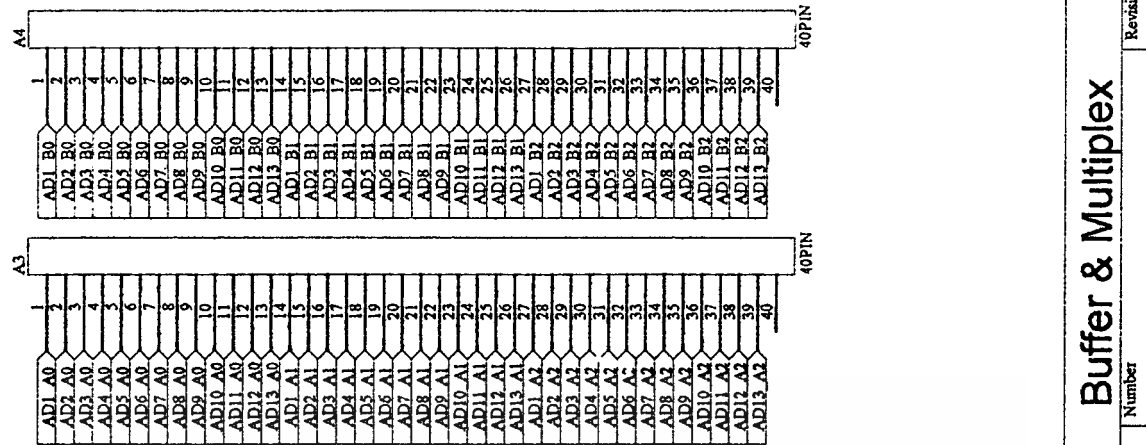 A3
AD1_A0 1
AD2_A0 2
AD3_A0 3
AD4_A0 4
AD5_A0 5
AD6_A0 6
AD7_A0 7
AD8_A0 8
AD9_A0 9
AD10_A0 10
AD11_A0 11
AD12_A0 12
AD13_A0 13
AD1_A1 14
AD2_A1 15
AD3_A1 16
AD4_A1 17
AD5_A1 18
AD6_A1 19
AD7_A1 20
AD8_A1 21
AD9_A1 22
AD10_A1 23
AD11_A1 24
AD12_A1 25
AD13_A1 26
AD1_A2 27
AD2_A2 28
AD3_A2 29
AD4_A2 30
AD5_A2 31
AD6_A2 32
AD7_A2 33
AD8_A2 34
AD9_A2 35
AD10_A2 36
AD11_A2 37
AD12_A2 38
AD13_A2 39
40
40PIN
A4
AD1_B0 1
AD2_B0 2
AD3_B0 3
AD4_B0 4
AD5_B0 5
AD6_B0 6
AD7_B0 7
AD8_B0 8
AD9_B0 9
AD10_B0 10
AD11_B0 11
AD12_B0 12
AD13_B0 13
AD1_B1 14
AD2_B1 15
AD3_B1 16
AD4_B1 17
AD5_B1 18
AD6_B1 19
AD7_B1 20
AD8_B1 21
AD9_B1 22
AD10_B1 23
AD11_B1 24
AD12_B1 25
AD13_B1 26
AD1_B2 27
AD2_B2 28
AD3_B2 29
AD4_B2 30
AD5_B2 31
AD6_B2 32
AD7_B2 33
AD8_B2 34
AD9_B2 35
AD10_B2 36
AD11_B2 37
AD12_B2 38
AD13_B2 39
40
40PIN
Buffer & Multiplex
Number Revisi